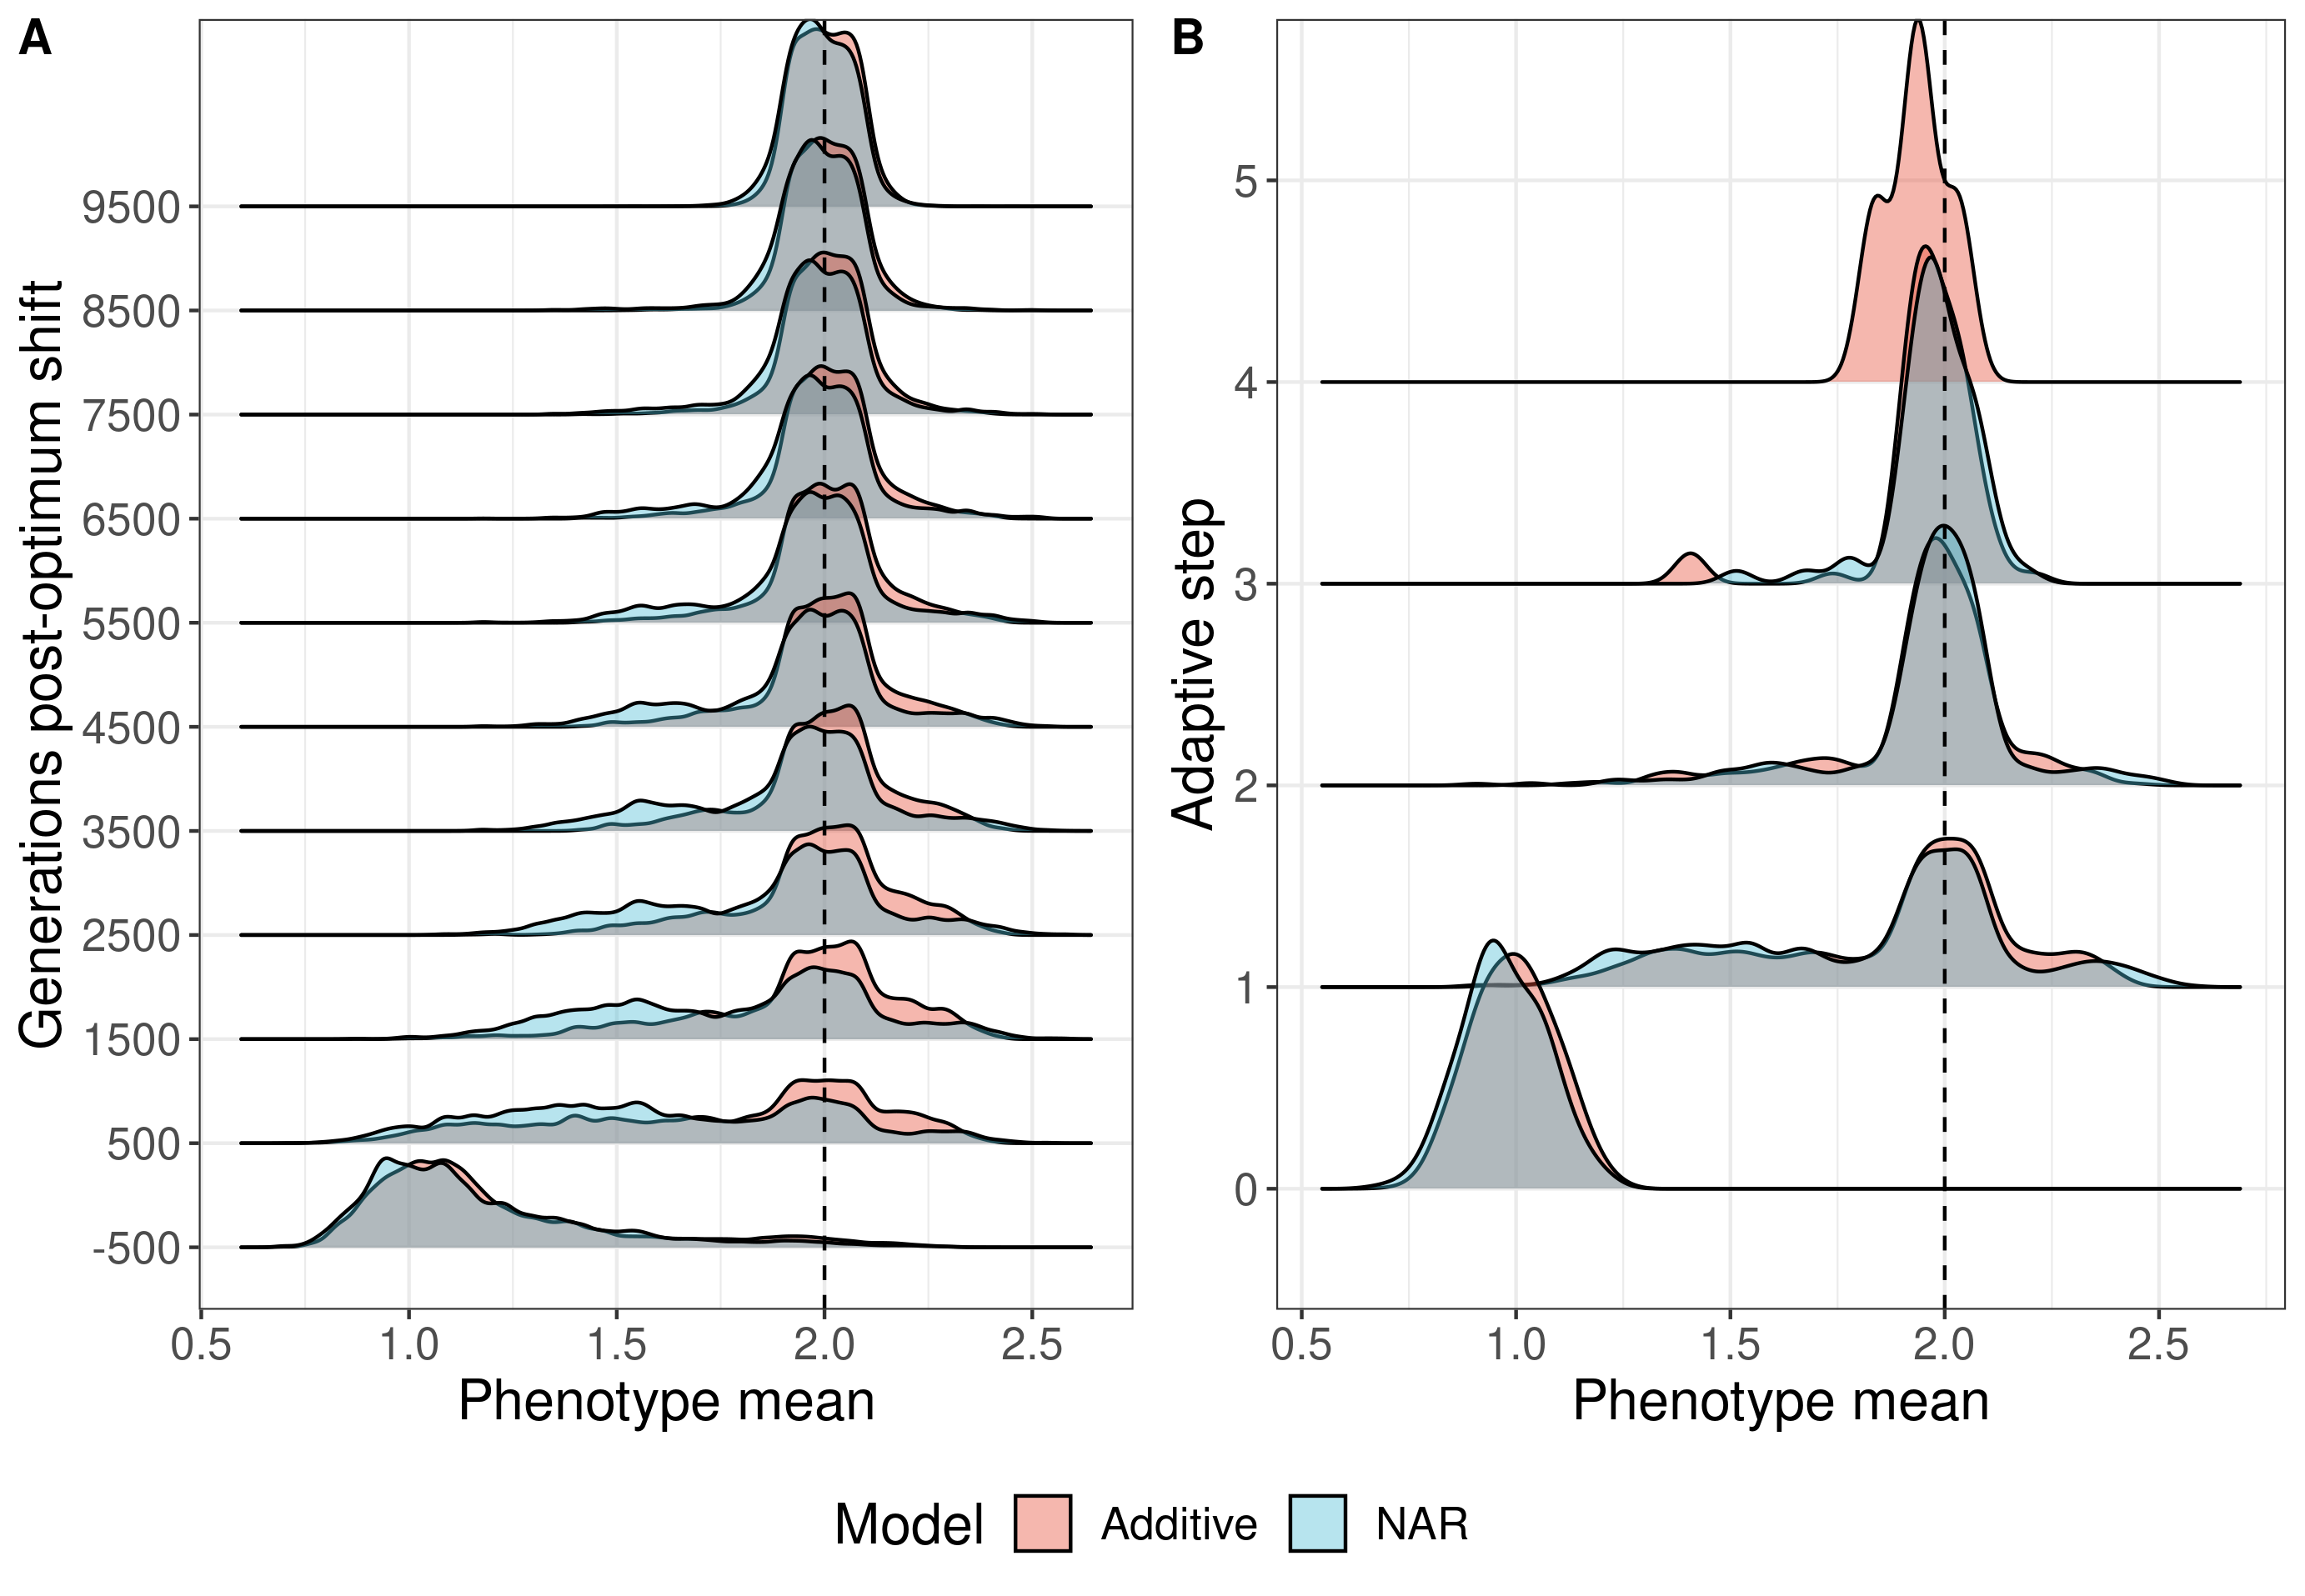 A
Generations post-optimum shift
9500
8500
7500
6500
5500
4500
3500
2500
1500
500
-500
0.5 1.0 1.5 2.0 2.5
Phenotype mean
B
Adaptive step
5
4
3
2
1
0
0.5 1.0 1.5 2.0 2.5
Phenotype mean
Model Additive NAR